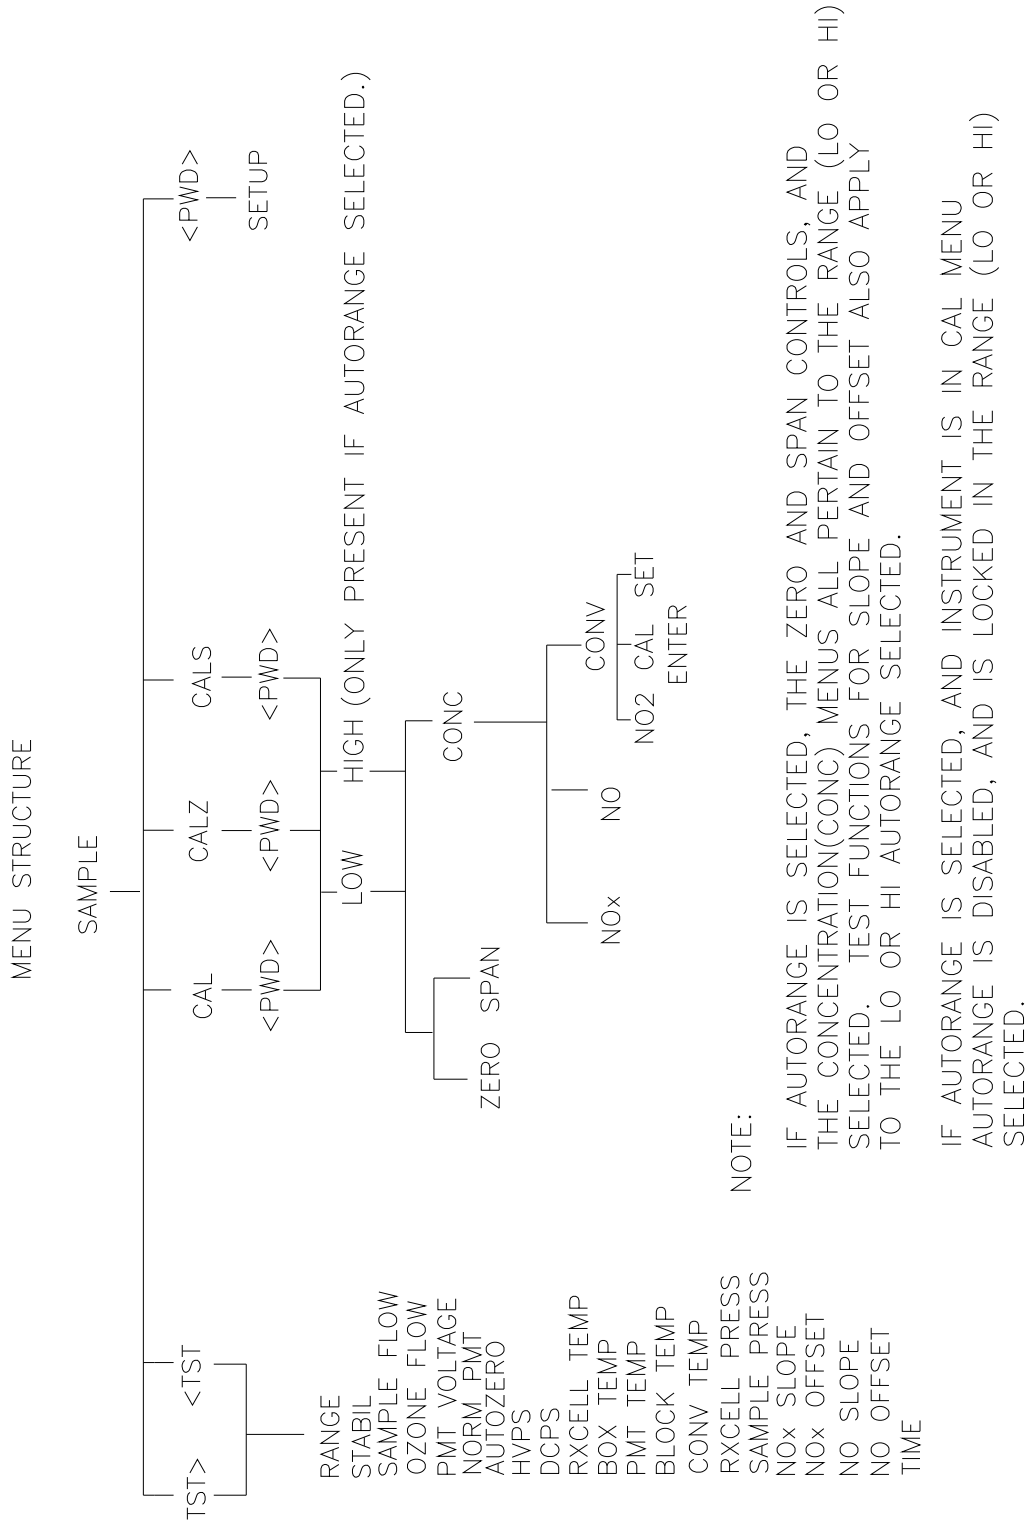 MENU STRUCTURE
SAMPLE
TST> <TST CAL CALZ CALS <PWD>
<PWD> <PWD> <PWD> SETUP
LOW HIGH (ONLY PRESENT IF AUTORANGE SELECTED.)
CONC
ZERO SPAN
NOx NO CONV
NO2 CAL SET
ENTER
RANGE
STABIL
SAMPLE FLOW
OZONE FLOW
PMT VOLTAGE
NORM PMT
AUTOZERO
HVPS
DCPS
RXCELL TEMP
BOX TEMP
PMT TEMP
BLOCK TEMP
CONV TEMP
RXCELL PRESS
SAMPLE PRESS
NOx SLOPE
NOx OFFSET
NO SLOPE
NO OFFSET
TIME
NOTE:
IF AUTORANGE IS SELECTED, THE ZERO AND SPAN CONTROLS, AND
THE CONCENTRATION(CONC) MENUS ALL PERTAIN TO THE RANGE (LO OR HI)
SELECTED. TEST FUNCTIONS FOR SLOPE AND OFFSET ALSO APPLY
TO THE LO OR HI AUTORANGE SELECTED.
IF AUTORANGE IS SELECTED, AND INSTRUMENT IS IN CAL MENU
AUTORANGE IS DISABLED, AND IS LOCKED IN THE RANGE (LO OR HI)
SELECTED.